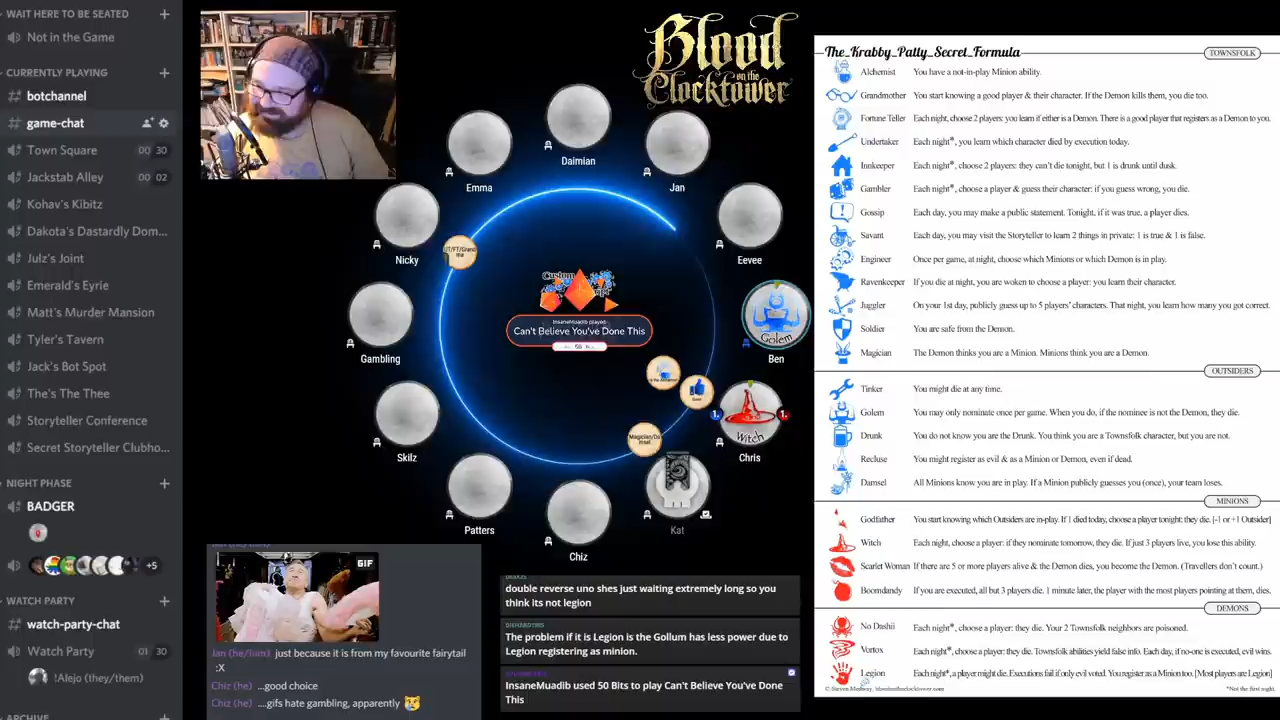 WAIT HERE TO BE SEATED
Not in the Game
CURRENTLY PLAYING
botchannel
game-chat
Town Square
00 30
Jackstab Alley
00 02
Kohav's Kibitz
Dakota's Dastardly Dom...
Juiz's Joint
Emerald's Eyrie
Matt's Murder Mansion
Tyler's Tavern
Jack's Bot Spot
The's The Thee
Storyteller Conference
Secret Storyteller Clubho...
NIGHT PHASE
BADGER
+5
WATCH PARTY
watch-party-chat
Watch Party
30
!Alejo (they/them)
ARCHIVE
Blood
on the
Clocktower
Daimian
Emma
Jan
Nicky
Eevee
Gambling
Golem
Ben
Skilz
Witch
Chris
Patters
Chiz
Kat
Custom
InsaneMuadib played
Can't Believe You've Done This
GIF
Jan (he/him) just because it is from my favourite fairytail
:X
Chiz (he) ...good choice
Chiz (he) ....gifs hate gambling, apparently
double reverse uno shes just waiting extremely long so you
think its not legion
The problem if it is Legion is the Gollum has less power due to
Legion registering as minion.
InsaneMuadib used 50 Bits to play Can't Believe You've Done
This
The_Krabby_Patty_Secret_Formula
TOWNSFOLK
Alchemist You have a not-in-play Minion ability.
Grandmother You start knowing a good player & their character. If the Demon kills them, you die too.
Fortune Teller Each night, choose 2 players: you learn if either is a Demon. There is a good player that registers as a Demon to you.
Undertaker Each night*, you learn which character died by execution today.
Innkeeper Each night*, choose 2 players: they can't die tonight, but 1 is drunk until dusk.
Gambler Each night*, choose a player & guess their character: if you guess wrong, you die.
Gossip Each day, you may make a public statement. Tonight, if it was true, a player dies.
Savant Each day, you may visit the Storyteller to learn 2 things in private: 1 is true & 1 is false.
Engineer Once per game, at night, choose which Minions or which Demon is in play.
Ravenkeeper If you die at night, you are woken to choose a player: you learn their character.
Juggler On your 1st day, publicly guess up to 5 players' characters. That night, you learn how many you got correct.
Soldier You are safe from the Demon.
Magician The Demon thinks you are a Minion. Minions think you are a Demon.
OUTSIDERS
Tinker You might die at any time.
Golem You may only nominate once per game. When you do, if the nominee is not the Demon, they die.
Drunk You do not know you are the Drunk. You think you are a Townsfolk character, but you are not.
Recluse You might register as evil & as a Minion or Demon, even if dead.
Damsel All Minions know you are in play. If a Minion publicly guesses you (once), your team loses.
MINIONS
Godfather You start knowing which Outsiders are in-play. If 1 died today, choose a player tonight: they die. [-1 or +1 Outsider]
Witch Each night, choose a player: if they nominate tomorrow, they die. If just 3 players live, you lose this ability.
Scarlet Woman If there are 5 or more players alive & the Demon dies, you become the Demon. (Travellers don't count.)
Boomdandy If you are executed, all but 3 players die. 1 minute later, the player with the most players pointing at them, dies.
DEMONS
No Dashii Each night*, choose a player: they die. Your 2 Townsfolk neighbors are poisoned.
Vortox Each night*, choose a player: they die. Townsfolk abilities yield false info. Each day, if no-one is executed, evil wins.
Legion Each night*, a player might die. Executions fail if only evil voted. You register as a Minion too. [Most players are Legion]
© Steven Medway, bloodontheclocktower.com
*Not the first night.